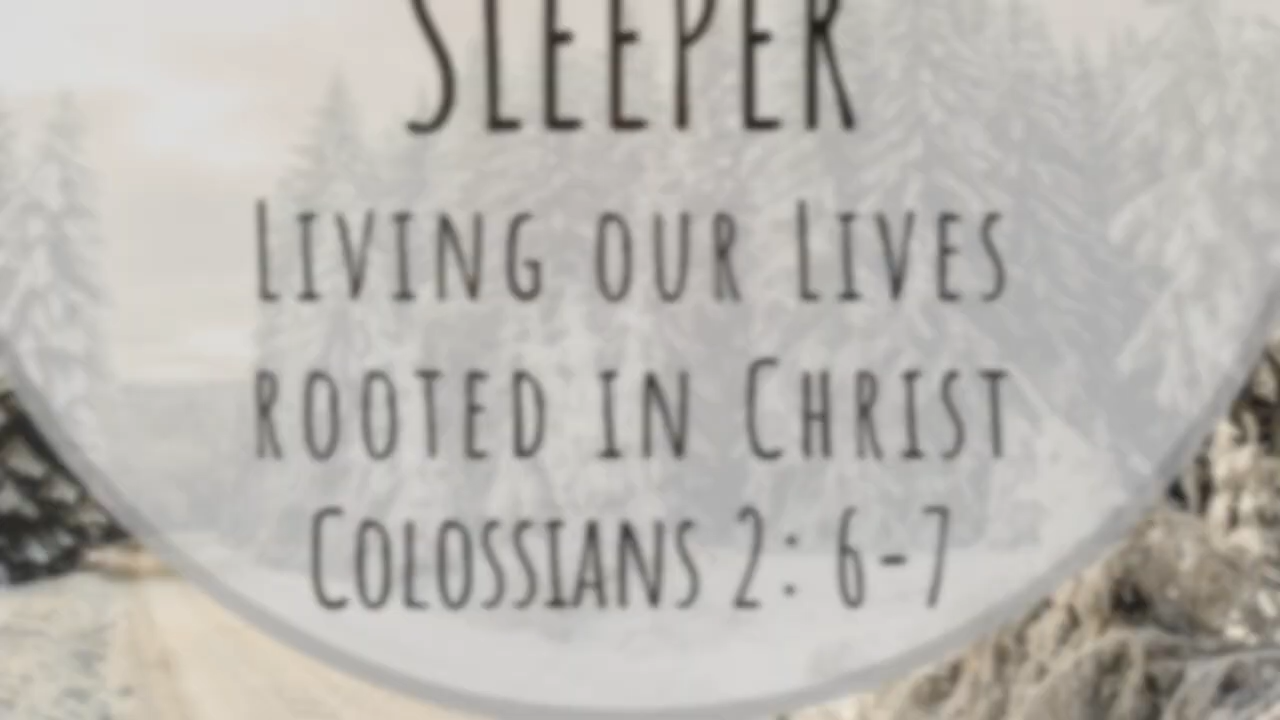 SLEEPER
LIVING OUR LIVES
ROOTED IN CHRIST
COLOSSIANS 2: 6-7